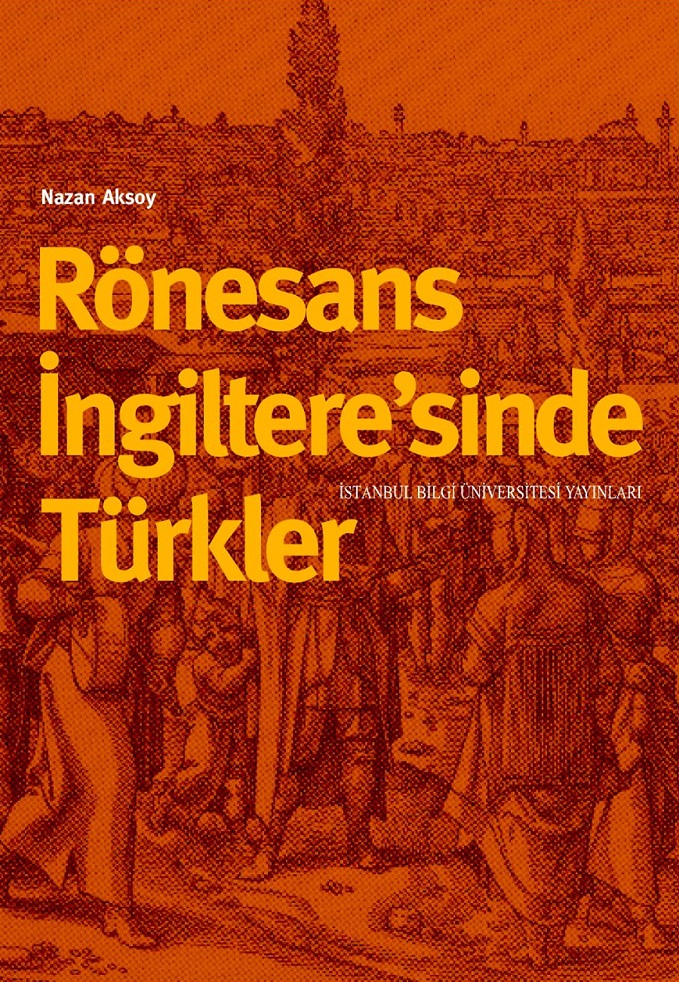 Nazan Aksoy
Rönesans
İngiltere’sinde
İSTANBUL BİLGİ ÜNİVERSİTESİ YAYINLARI
Türkler